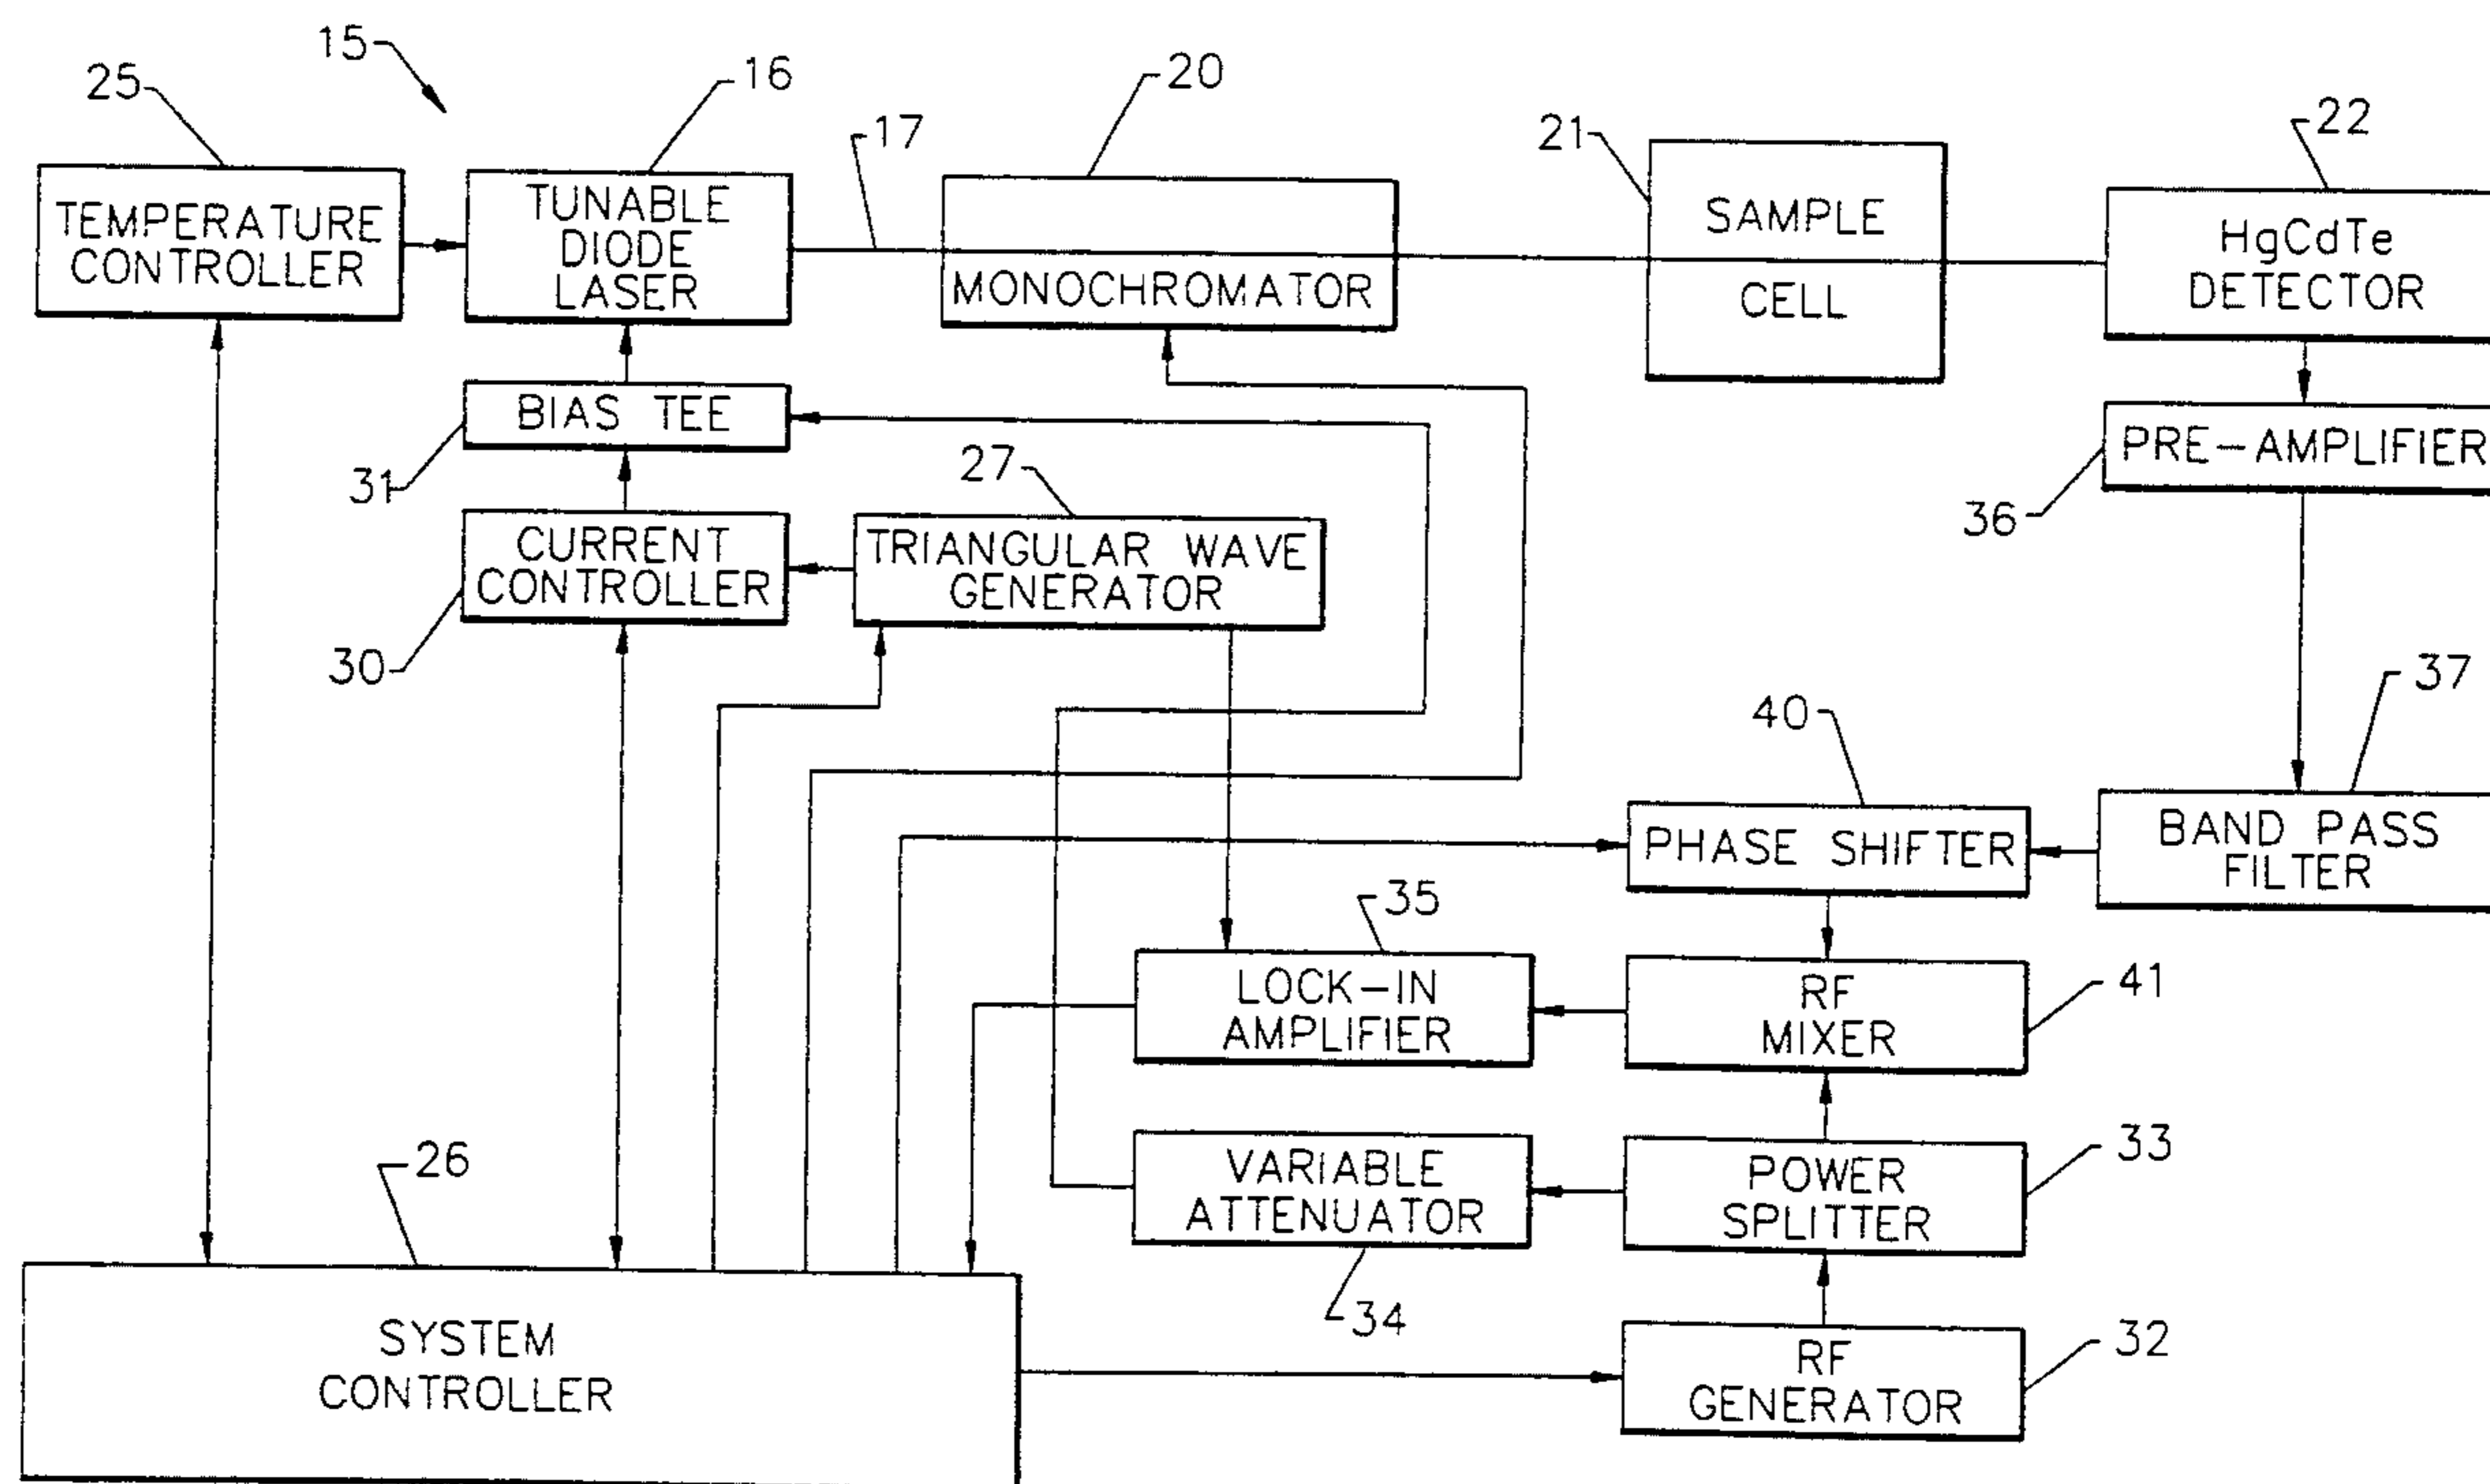 15
25
16
17
20
21
22
TEMPERATURE
CONTROLLER
TUNABLE
DIODE
LASER
MONOCHROMATOR
SAMPLE
CELL
HgCdTe
DETECTOR
BIAS TEE
31
PRE-AMPLIFIER
36
27
CURRENT
CONTROLLER
30
TRIANGULAR WAVE
GENERATOR
37
40
PHASE SHIFTER
BAND PASS
FILTER
35
LOCK-IN
AMPLIFIER
RF
MIXER
41
26
VARIABLE
ATTENUATOR
34
POWER
SPLITTER
33
SYSTEM
CONTROLLER
RF
GENERATOR
32